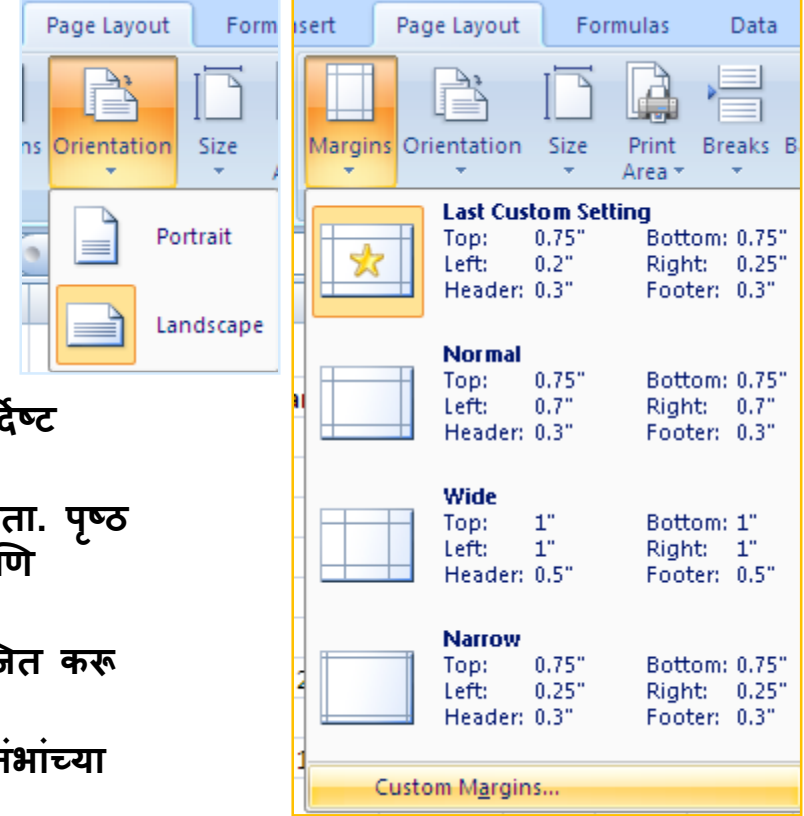 Page Layout Form
Orientation Size
Portrait
Landscape
Page Layout Formulas Data
Margins Orientation Size Print Area Breaks
Last Custom Setting
Top: 0.75" Bottom: 0.75"
Left: 0.2" Right: 0.25"
Header: 0.3" Footer: 0.3"
Normal
Top: 0.75" Bottom: 0.75"
Left: 0.7" Right: 0.7"
Header: 0.3" Footer: 0.3"
Wide
Top: 1" Bottom: 1"
Left: 1" Right: 1"
Header: 0.5" Footer: 0.5"
Narrow
Top: 0.75" Bottom: 0.75"
Left: 0.25" Right: 0.25"
Header: 0.3" Footer: 0.3"
Custom Margins...
ता. पृष्ठ
करू